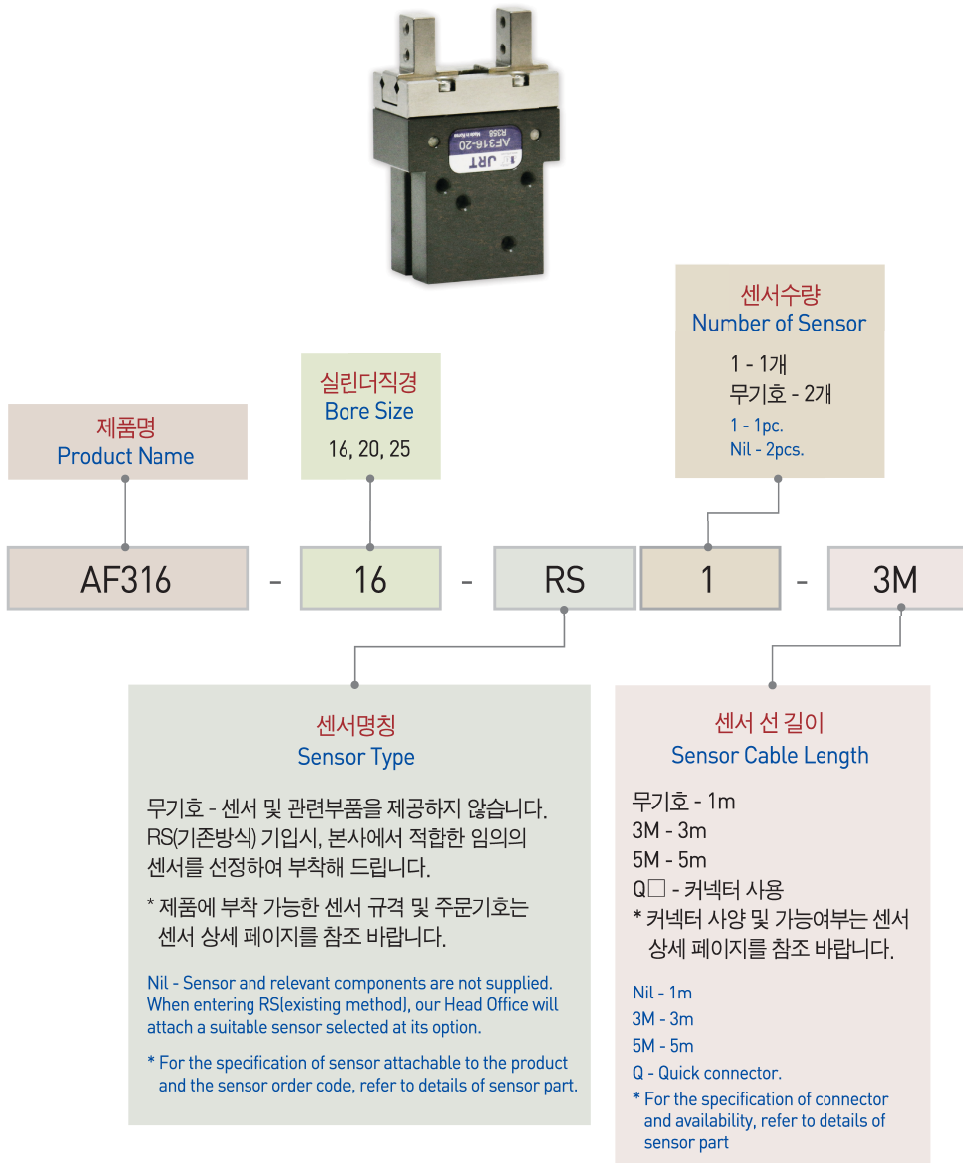 AF316-20
R358
Made in Korea
JRT
센서수량
Number of Sensor
1 - 1개
무기호 - 2개
1 - 1pc.
Nil - 2pcs.
실린더직경
Bore Size
16, 20, 25
제품명
Product Name
AF316 - 16 - RS 1 - 3M
센서명칭
Sensor Type
무기호 - 센서 및 관련부품을 제공하지 않습니다.
RS(기존방식) 기입시, 본사에서 적합한 임의의
센서를 선정하여 부착해 드립니다.
* 제품에 부착 가능한 센서 규격 및 주문기호는
센서 상세 페이지를 참조 바랍니다.
Nil - Sensor and relevant components are not supplied.
When entering RS(existing method), our Head Office will
attach a suitable sensor selected at its option.
* For the specification of sensor attachable to the product
and the sensor order code, refer to details of sensor part.
센서 선 길이
Sensor Cable Length
무기호 - 1m
3M - 3m
5M - 5m
Q□ - 커넥터 사용
* 커넥터 사양 및 가능여부는 센서
상세 페이지를 참조 바랍니다.
Nil - 1m
3M - 3m
5M - 5m
Q - Quick connector.
* For the specification of connector
and availability, refer to details of
sensor part